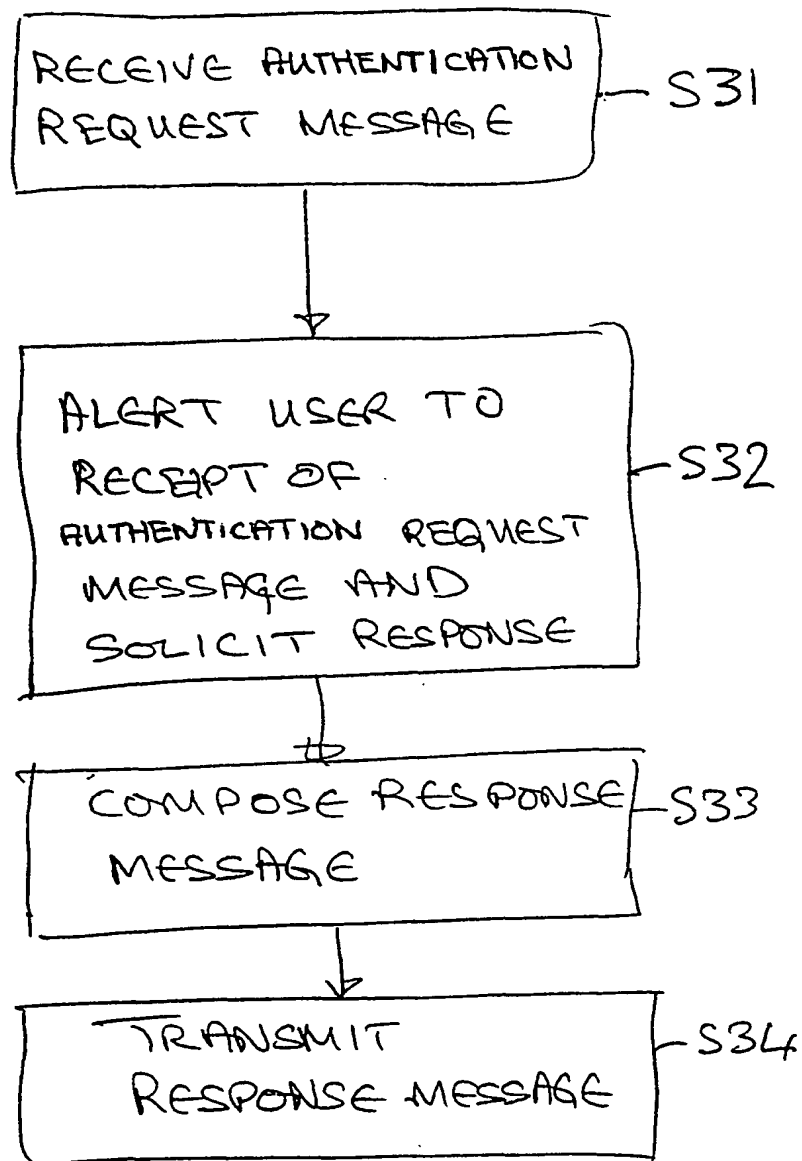 RECEIVE AUTHENTICATION
REQUEST MESSAGE
S31
ALERT USER TO
RECEIPT OF
AUTHENTICATION REQUEST
MESSAGE AND
SOLICIT RESPONSE
S32
COMPOSE RESPONSE
MESSAGE
S33
TRANSMIT
RESPONSE MESSAGE
S34